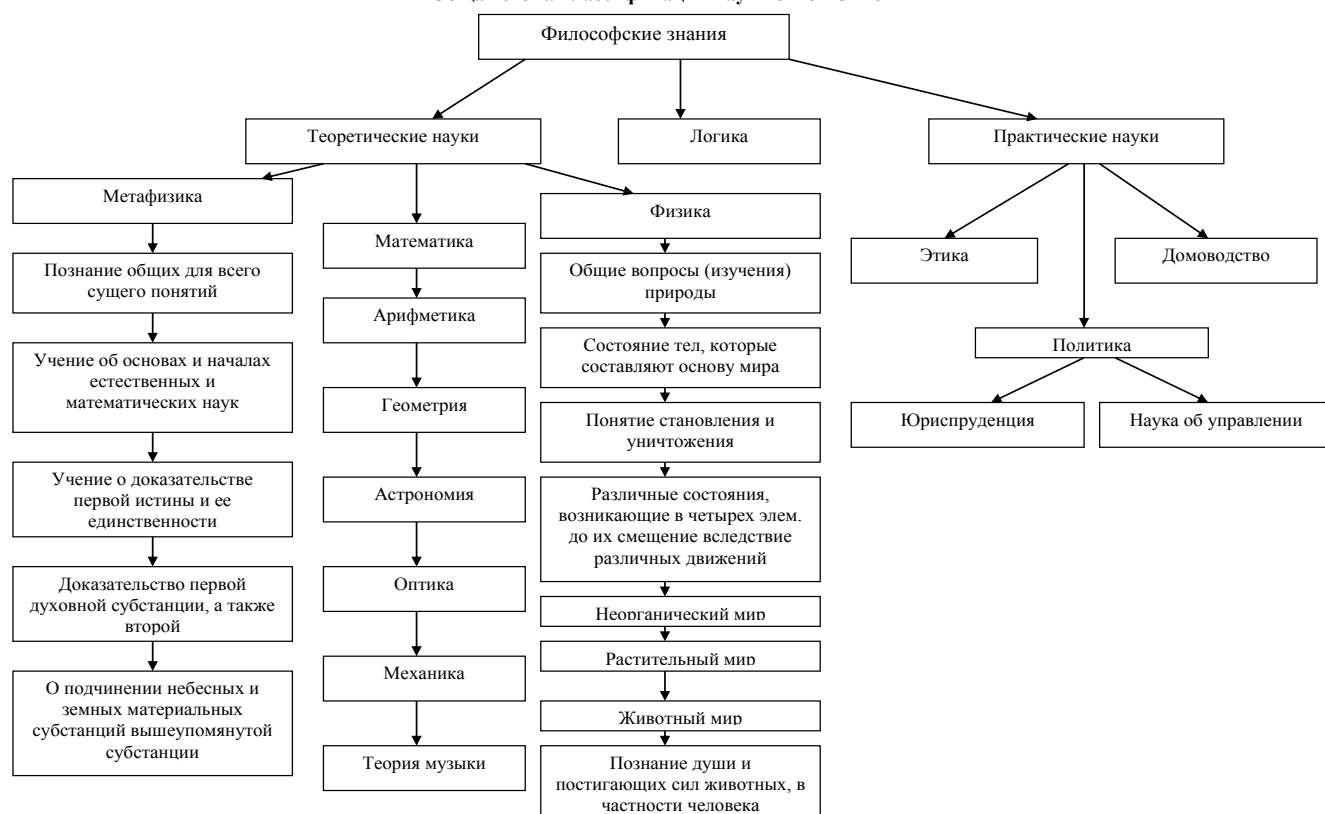 Философские знания
Теоретические науки
Логика
Практические науки
Метафизика
Познание общих для всего
сущего понятий
Учение об основах и началах
естественных и
математических наук
Учение о доказательстве
первой истины и ее
единственности
Доказательство первой
духовной субстанции, а также
второй
О подчинении небесных и
земных материальных
субстанций вышеупомянутой
субстанции
Математика
Арифметика
Геометрия
Астрономия
Оптика
Механика
Теория музыки
Физика
Общие вопросы (изучения)
природы
Состояние тел, которые
составляют основу мира
Понятие становления и
уничтожения
Различные состояния,
возникающие в четырех элем.
до их смещение вследствие
различных движений
Неорганический мир
Растительный мир
Животный мир
Познание души и
постигающих сил животных, в
частности человека
Этика
Домоводство
Политика
Юриспруденция
Наука об управлении